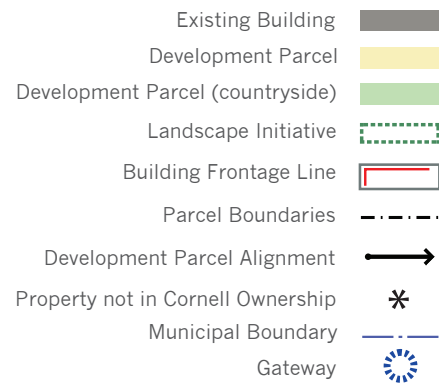 Existing Building
Development Parcel
Development Parcel (countryside)
Landscape Initiative
Building Frontage Line
Parcel Boundaries
Development Parcel Alignment
Property not in Cornell Ownership
Municipal Boundary
Gateway